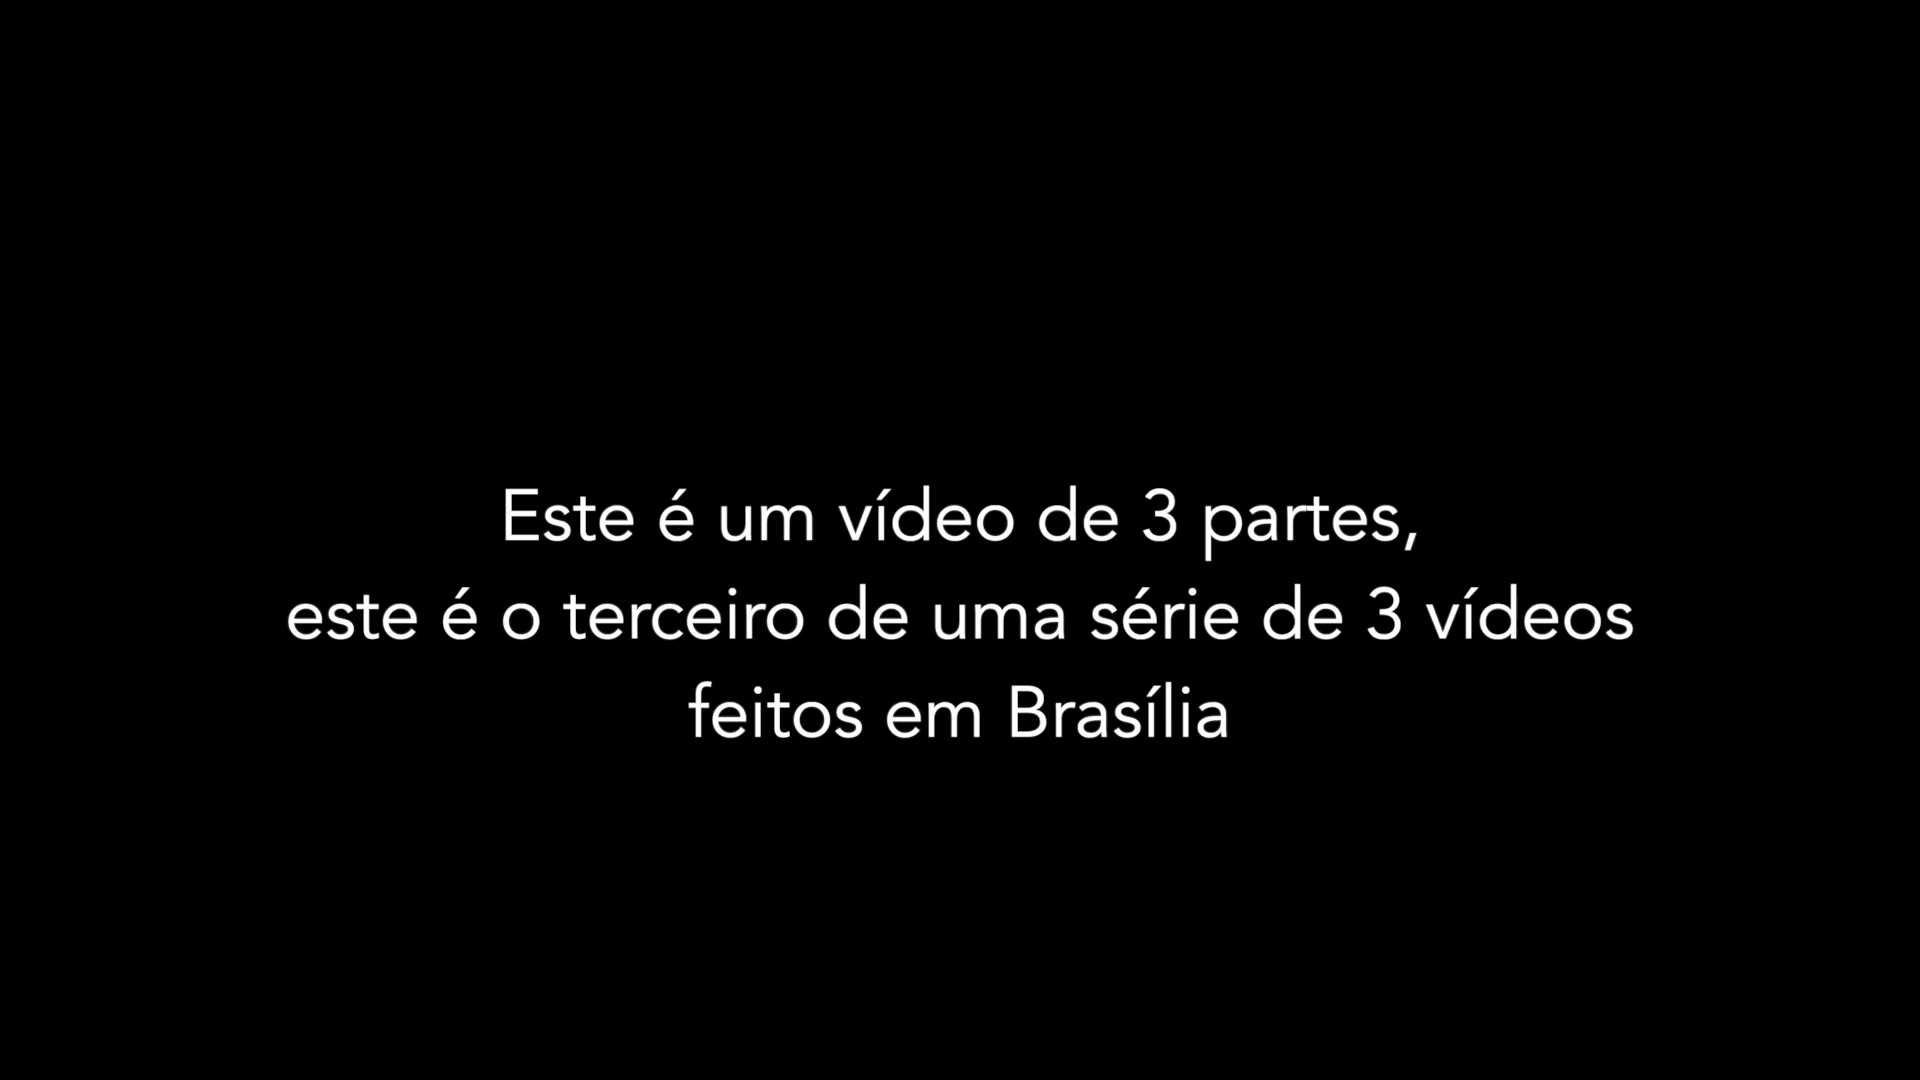 Este é um vídeo de 3 partes,
este é o terceiro de uma série de 3 vídeos
feitos em Brasília